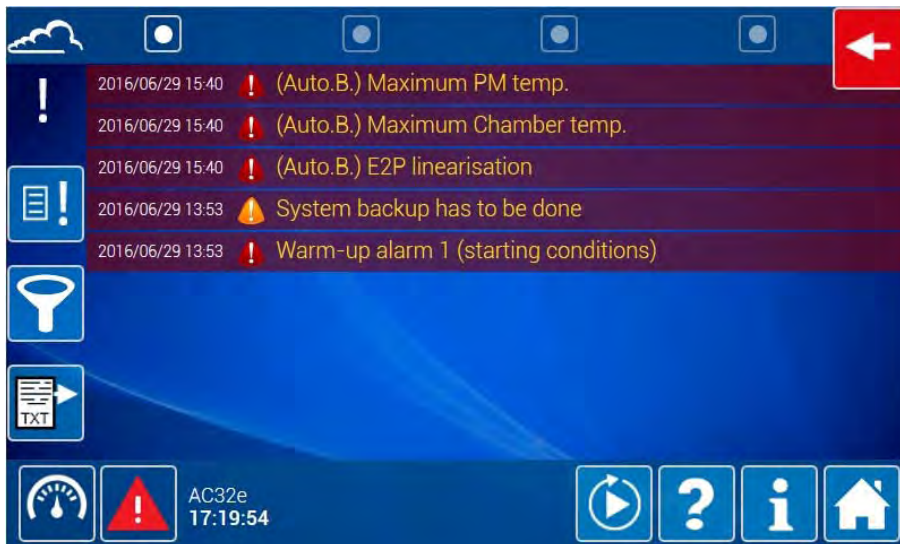 2016/06/29 15:40 (Auto.B.) Maximum PM temp.
2016/06/29 15:40 (Auto.B.) Maximum Chamber temp.
2016/06/29 15:40 (Auto.B.) E2P linearisation
2016/06/29 13:53 System backup has to be done
2016/06/29 13:53 Warm-up alarm 1 (starting conditions)
TXT
AC32e
17:19:54